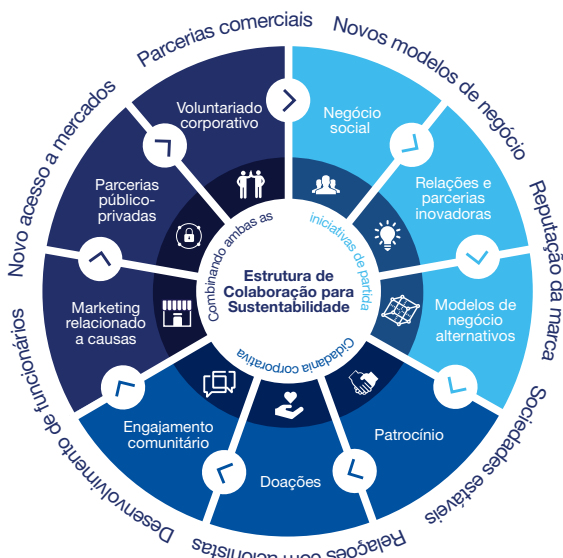 Parcerias comerciais
Novos modelos de negócio
Reputação da marca
Sociedades estáveis
Relações com acionistas
Desenvolvimento de funcionários
Novo acesso a mercados
Voluntariado
corporativo
Negócio
social
Relações e
parcerias
inovadoras
Modelos de
negócio
alternativos
Patrocínio
Doações
Engajamento
comunitário
Marketing
relacionado
a causas
Parcerias
público-
privadas
Combinando ambas as
iniciativas de partida
Cidadania corporativa
Estrutura de
Colaboração para
Sustentabilidade